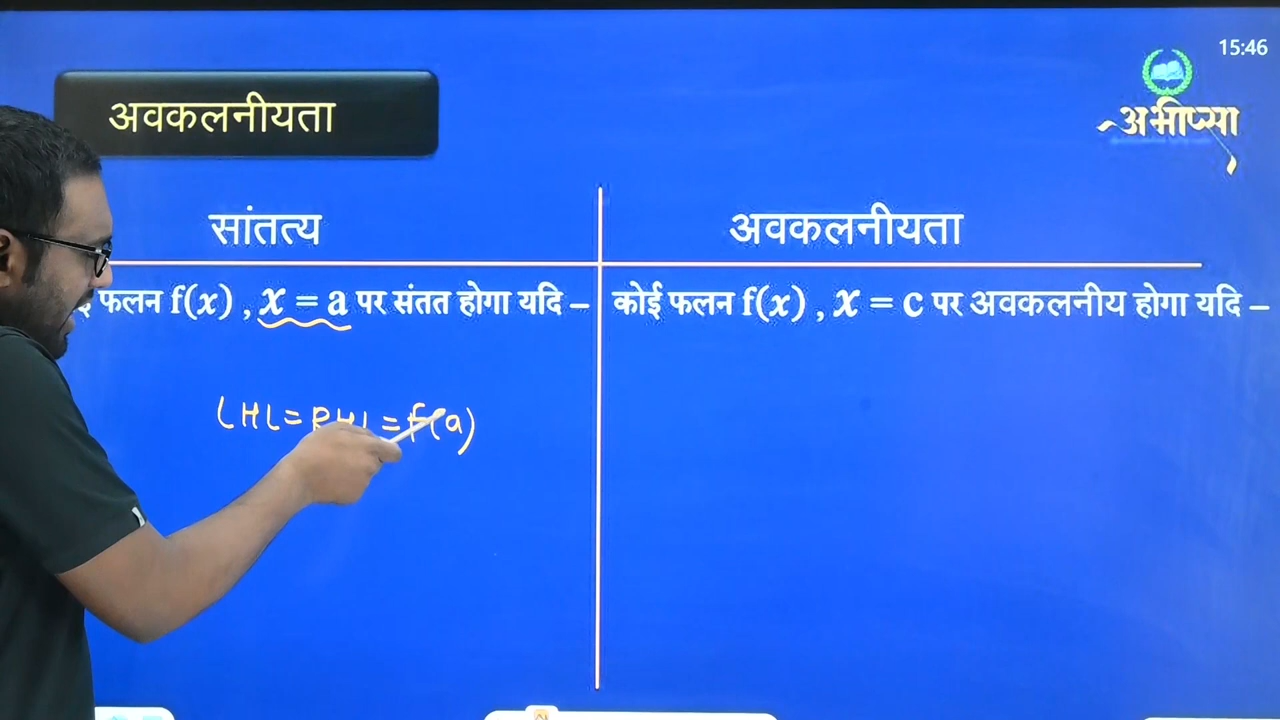 15:46
अवकलनीयता
अभीप्सा
सांतत्य
अवकलनीयता
फलन f(x) , x = a पर संतत होगा यदि –
कोई फलन f(x) , x = c पर अवकलनीय होगा यदि –
LHL = RHL = f(a)